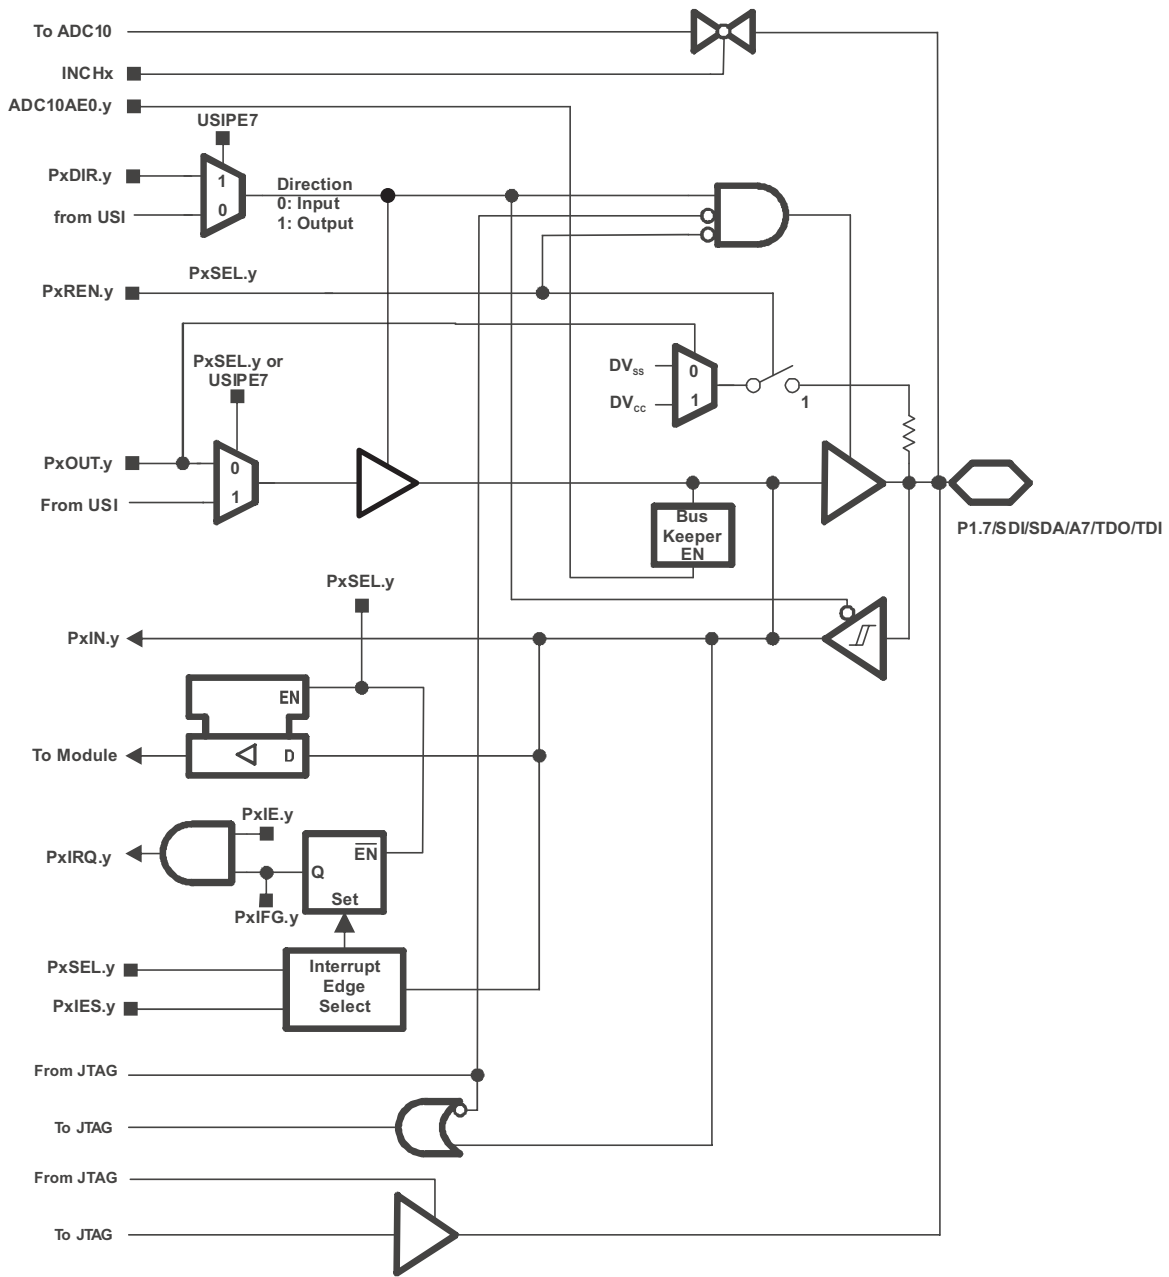 To ADC10
INCHx
ADC10AE0.y
USIPE7
PxDIR.y
1
Direction
0: Input
1: Output
from USI
0
PxSEL.y
PxREN.y
PxSEL.y or
USIPE7
DVSS
0
DVCC
1
1
PxOUT.y
0
From USI
1
Bus
Keeper
EN
P1.7/SDI/SDA/A7/TDO/TDI
PxSEL.y
PxIN.y
EN
To Module
D
PxIE.y
PxIRQ.y
EN
Q
Set
PxIFG.y
PxSEL.y
Interrupt
Edge
Select
PxIES.y
From JTAG
To JTAG
From JTAG
To JTAG